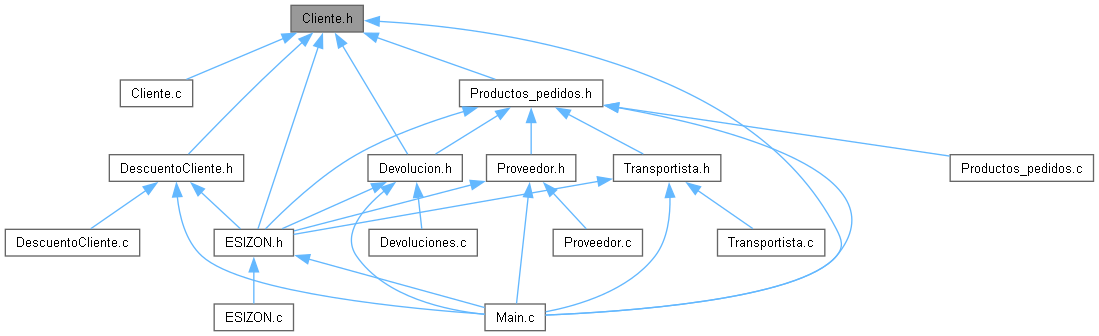 Cliente.h
Cliente.c
Productos_pedidos.h
DescuentoCliente.h
Devolucion.h
Proveedor.h
Transportista.h
Productos_pedidos.c
DescuentoCliente.c
ESIZON.h
Devoluciones.c
Proveedor.c
Transportista.c
ESIZON.c
Main.c